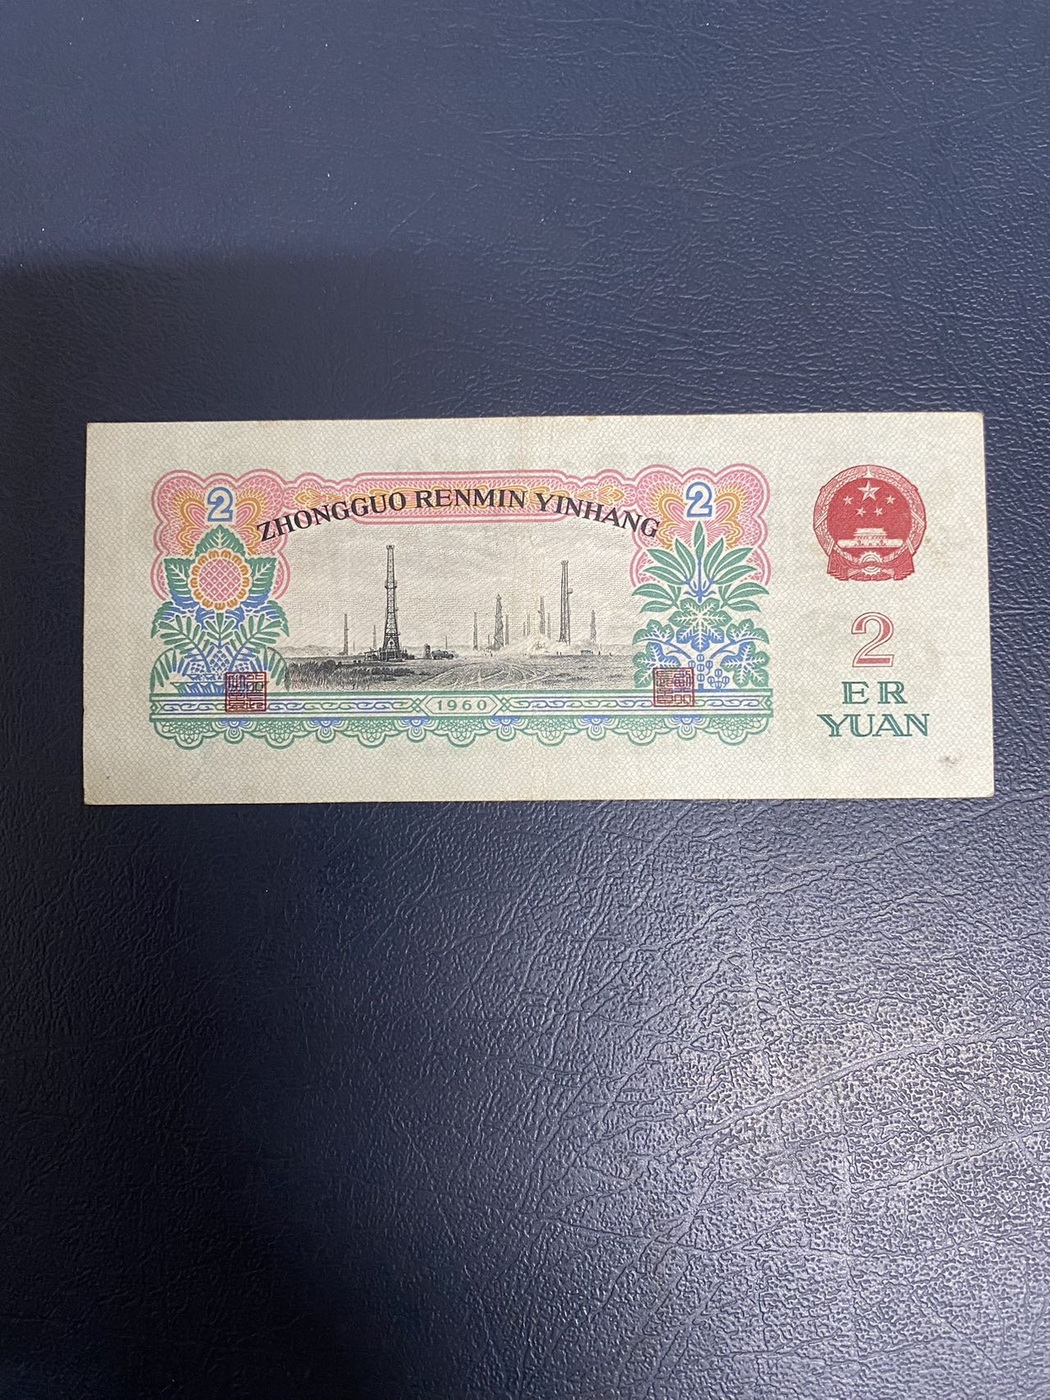 2
2
ZHONGGUO RENMIN YINHANG
1960
2
ER
YUAN